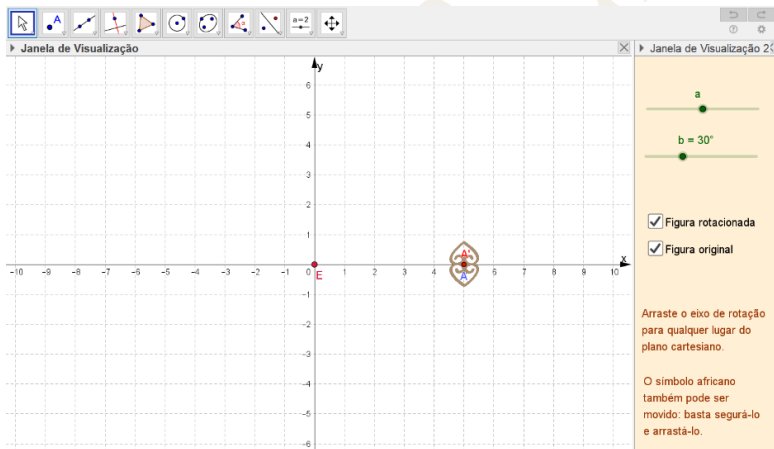 A
a=2
Janela de Visualização
Janela de Visualização 2
y
6
5
4
3
2
1
-10 -9 -8 -7 -6 -5 -4 -3 -2 -1 0 1 2 3 4 5 6 7 8 9 10
x
E
A'
A
-1
-2
-3
-4
-5
-6
a
b = 30°
Figura rotacionada
Figura original
Arraste o eixo de rotação
para qualquer lugar do
plano cartesiano.
O símbolo africano
também pode ser
movido: basta segurá-lo
e arrastá-lo.